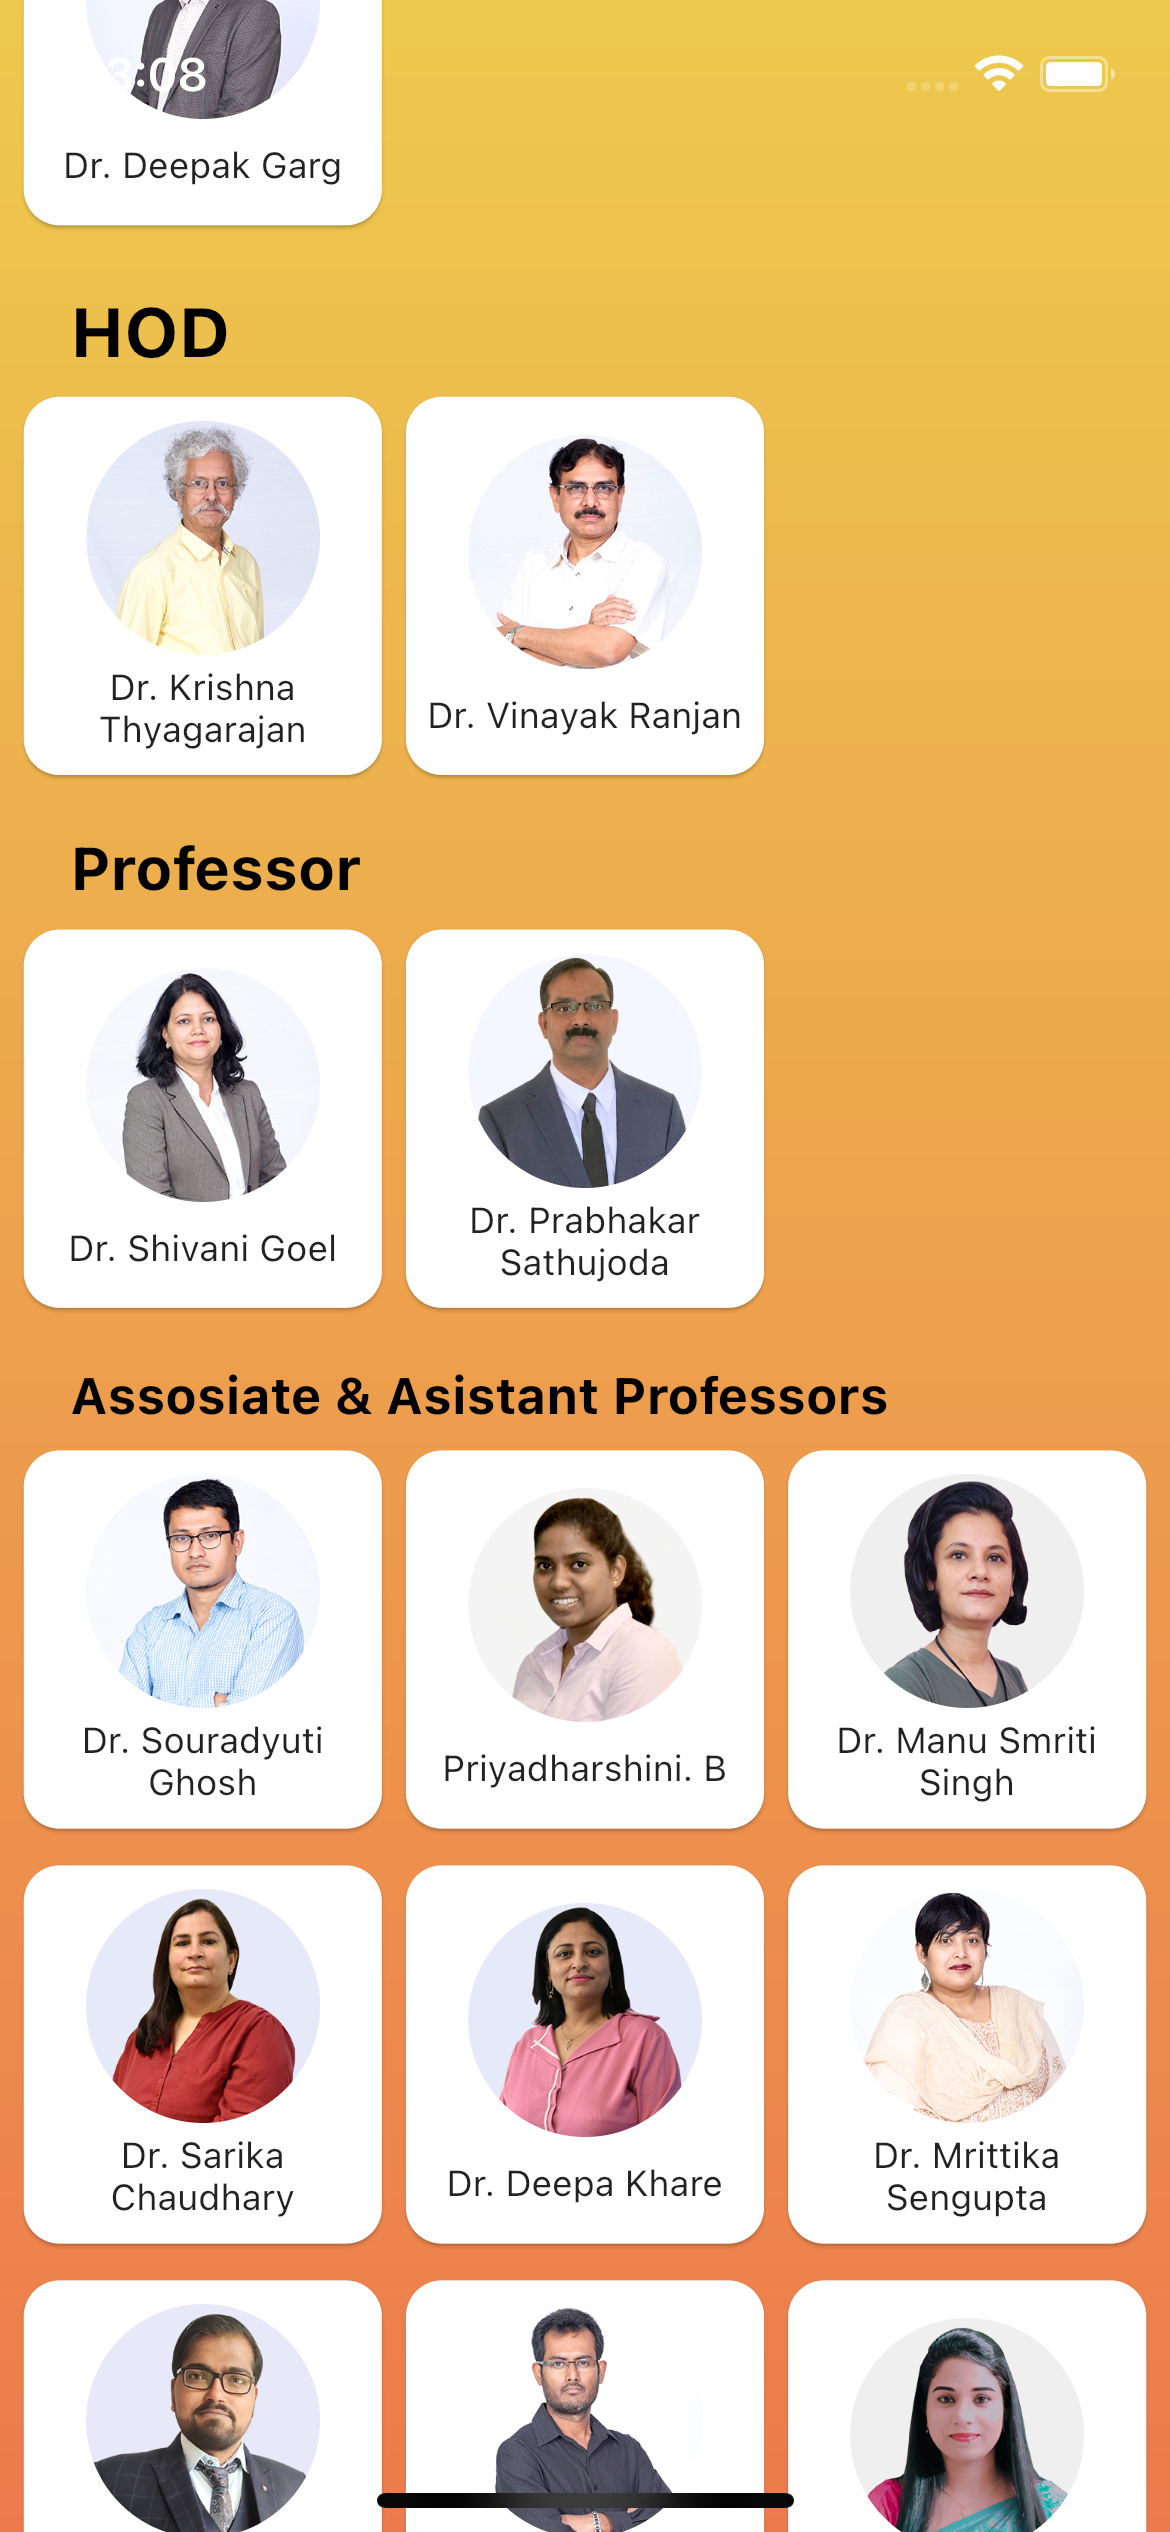 3:08
Dr. Deepak Garg
HOD
Dr. Krishna
Thyagarajan
Dr. Vinayak Ranjan
Professor
Dr. Shivani Goel
Dr. Prabhakar
Sathujoda
Assosiate & Asistant Professors
Dr. Souradyuti
Ghosh
Priyadharshini. B
Dr. Manu Smriti
Singh
Dr. Sarika
Chaudhary
Dr. Deepa Khare
Dr. Mrittika
Sengupta